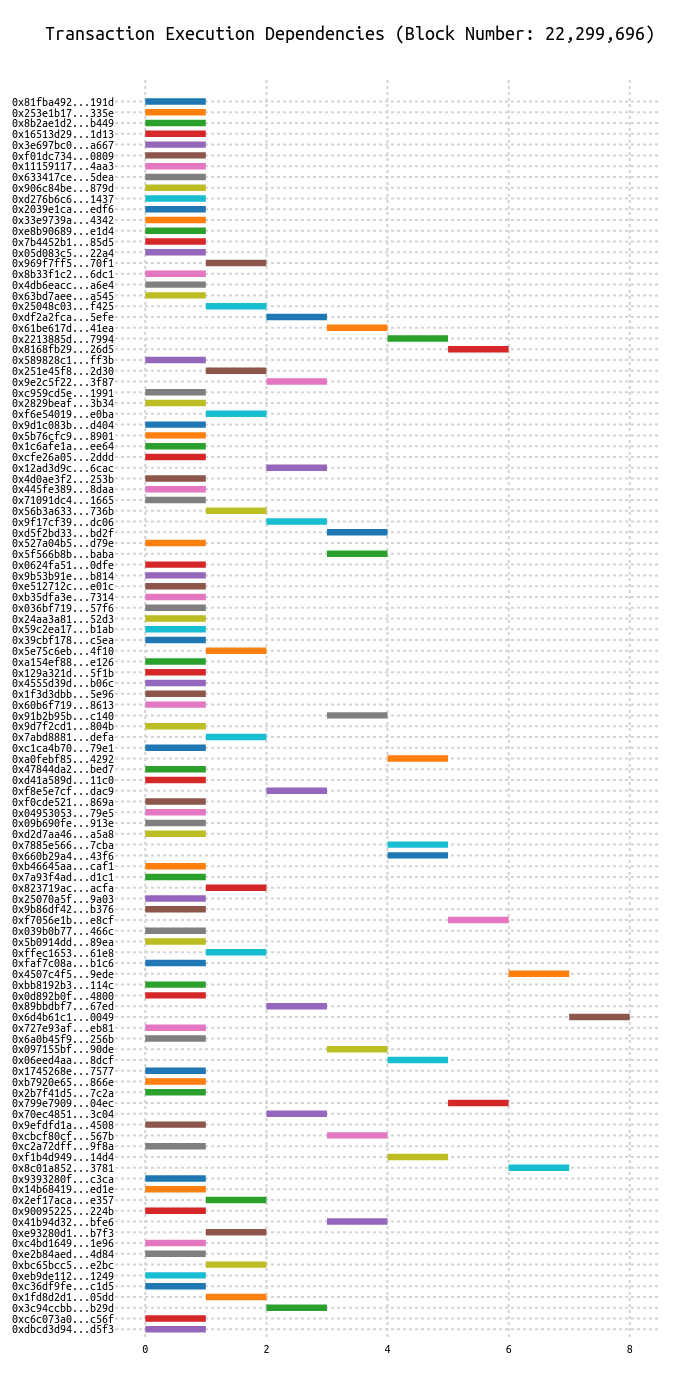 Transaction Execution Dependencies (Block Number: 22,299,696)
0x81fba492...191d
0x253e1b17...335e
0x8b2ae1d2...b449
0x16513d29...1d13
0x3e697bc0...a667
0xf01dc734...0809
0x11159117...4aa3
0x633417ce...5dea
0x906c84be...879d
0xd276b6c6...1437
0x2039e1ca...edf6
0x33e9739a...4342
0xe8b90689...e1d4
0x7b4452b1...85d5
0x05d083c5...22a4
0x969f7ff5...70f1
0x8b33f1c2...6dc1
0x4db6eacc...a6e4
0x63bd7aee...a545
0x25048c03...f425
0xdf2a2fca...5efe
0x61be617d...41ea
0x2213885d...7994
0x8168fb29...26d5
0x589828c1...ff3b
0x251e45f8...2d30
0x9e2c5f22...3f87
0xc959cd5e...1991
0x2829beaf...3b34
0xf6e54019...e0ba
0x9d1c083b...d404
0x5b76cfc9...8901
0x1c6afe1a...ee64
0xcfe26a05...2ddd
0x12ad3d9c...6cac
0x4d0ae3f2...253b
0x445fe389...8daa
0x71091dc4...1665
0x56b3a633...736b
0x9f17cf39...dc06
0xd5f2bd33...bd2f
0x527a04b5...d79e
0x5f566b8b...baba
0x0624fa51...0dfe
0x9b53b91e...b814
0xe512712c...e01c
0xb35dfa3e...7314
0x036bf719...57f6
0x24aa3a81...52d3
0x59c2ea17...b1ab
0x39cbf178...c5ea
0x5e75c6eb...4f10
0xa154ef88...e126
0x129a321d...5f1b
0x4555d39d...b06c
0x1f3d3dbb...5e96
0x60b6f719...8613
0x91b2b95b...c140
0x9d7f2cd1...804b
0x7abd8881...defa
0xc1ca4b70...79e1
0xa0febf85...4292
0x47844da2...bed7
0xd41a589d...11c0
0xf8e5e7cf...dac9
0xf0cde521...869a
0x04953053...79e5
0x09b690fe...913e
0xd2d7aa46...a5a8
0x7885e566...7cba
0x660b29a4...43f6
0xb46645aa...caf1
0x7a93f4ad...d1c1
0x823719ac...acfa
0x25070a5f...9a03
0x9b86df42...b376
0xf7056e1b...e8cf
0x039b0b77...466c
0x5b0914dd...89ea
0xffec1653...61e8
0xfaf7c08a...b1c6
0x4507c4f5...9ede
0xbb8192b3...114c
0x0d892b0f...4800
0x89bbdbf7...67ed
0x6d4b61c1...0049
0x727e93af...eb81
0x6a0b45f9...256b
0x097155bf...90de
0x06eed4aa...8dcf
0x1745268e...7577
0xb7920e65...866e
0x2b7f41d5...7c2a
0x799e7909...04ec
0x70ec4851...3c04
0x9efdfd1a...4508
0xcbcf80cf...567b
0xc2a72dff...9f8a
0xf1b4d949...14d4
0x8c01a852...3781
0x9393280f...c3ca
0x14b68419...ed1e
0x2ef17aca...e357
0x90095225...224b
0x41b94d32...bfe6
0xe93280d1...b7f3
0xc4bd1649...1e96
0xe2b84aed...4d84
0xbc65bcc5...e2bc
0xeb9de112...1249
0xc36df9fe...c1d5
0x1fd8d2d1...05dd
0x3c94ccbb...b29d
0xc6c073a0...c56f
0xdbcd3d94...d5f3
0 2 4 6 8